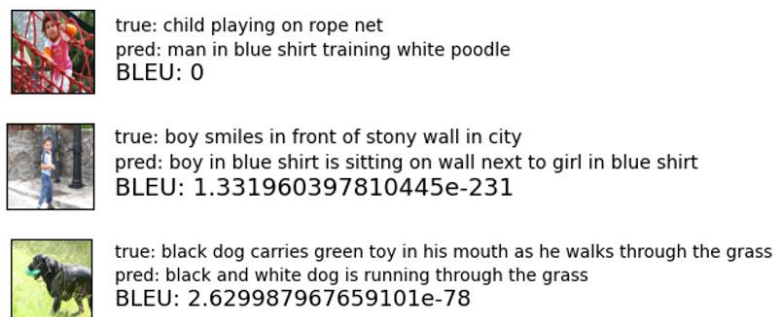 true: child playing on rope net
pred: man in blue shirt training white poodle
BLEU: 0
true: boy smiles in front of stony wall in city
pred: boy in blue shirt is sitting on wall next to girl in blue shirt
BLEU: 1.331960397810445e-231
true: black dog carries green toy in his mouth as he walks through the grass
pred: black and white dog is running through the grass
BLEU: 2.629987967659101e-78